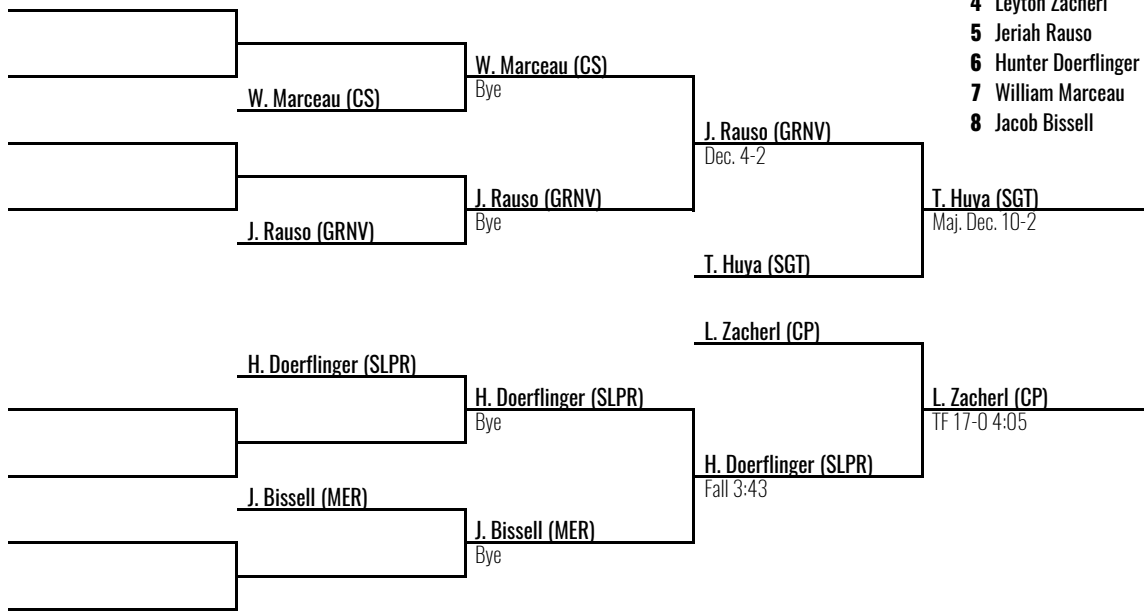 4 Leyton Zacherl
5 Jeriah Rauso
6 Hunter Doerflinger
7 William Marceau
8 Jacob Bissell
W. Marceau (CS)
W. Marceau (CS)
Bye
J. Rauso (GRNV)
Dec. 4-2
J. Rauso (GRNV)
J. Rauso (GRNV)
Bye
T. Huya (SGT)
Maj. Dec. 10-2
T. Huya (SGT)
L. Zacherl (CP)
H. Doerflinger (SLPR)
H. Doerflinger (SLPR)
Bye
L. Zacherl (CP)
TF 17-0 4:05
H. Doerflinger (SLPR)
Fall 3:43
J. Bissell (MER)
J. Bissell (MER)
Bye